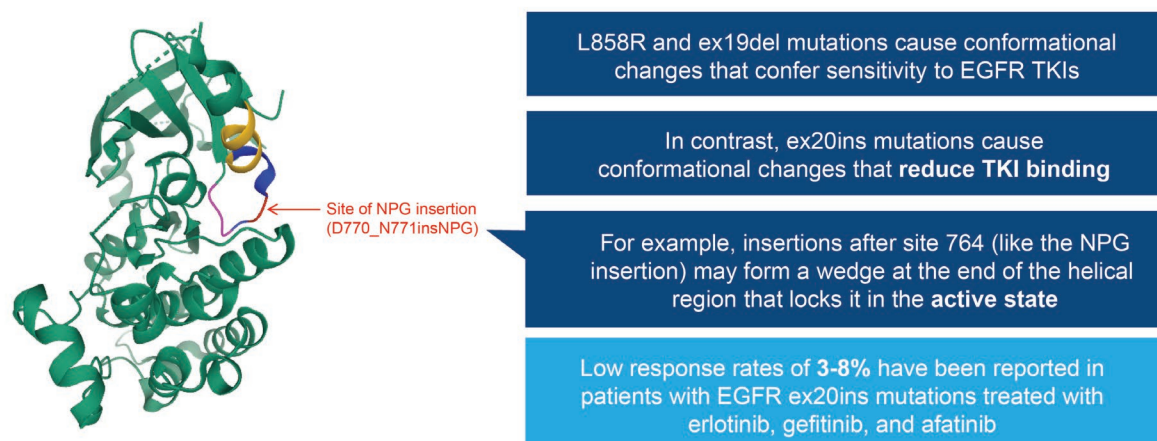 L858R and ex19del mutations cause conformational
changes that confer sensitivity to EGFR TKIs
In contrast, ex20ins mutations cause
conformational changes that reduce TKI binding
Site of NPG insertion
(D770_N771insNPG)
For example, insertions after site 764 (like the NPG
insertion) may form a wedge at the end of the helical
region that locks it in the active state
Low response rates of 3-8% have been reported in
patients with EGFR ex20ins mutations treated with
erlotinib, gefitinib, and afatinib